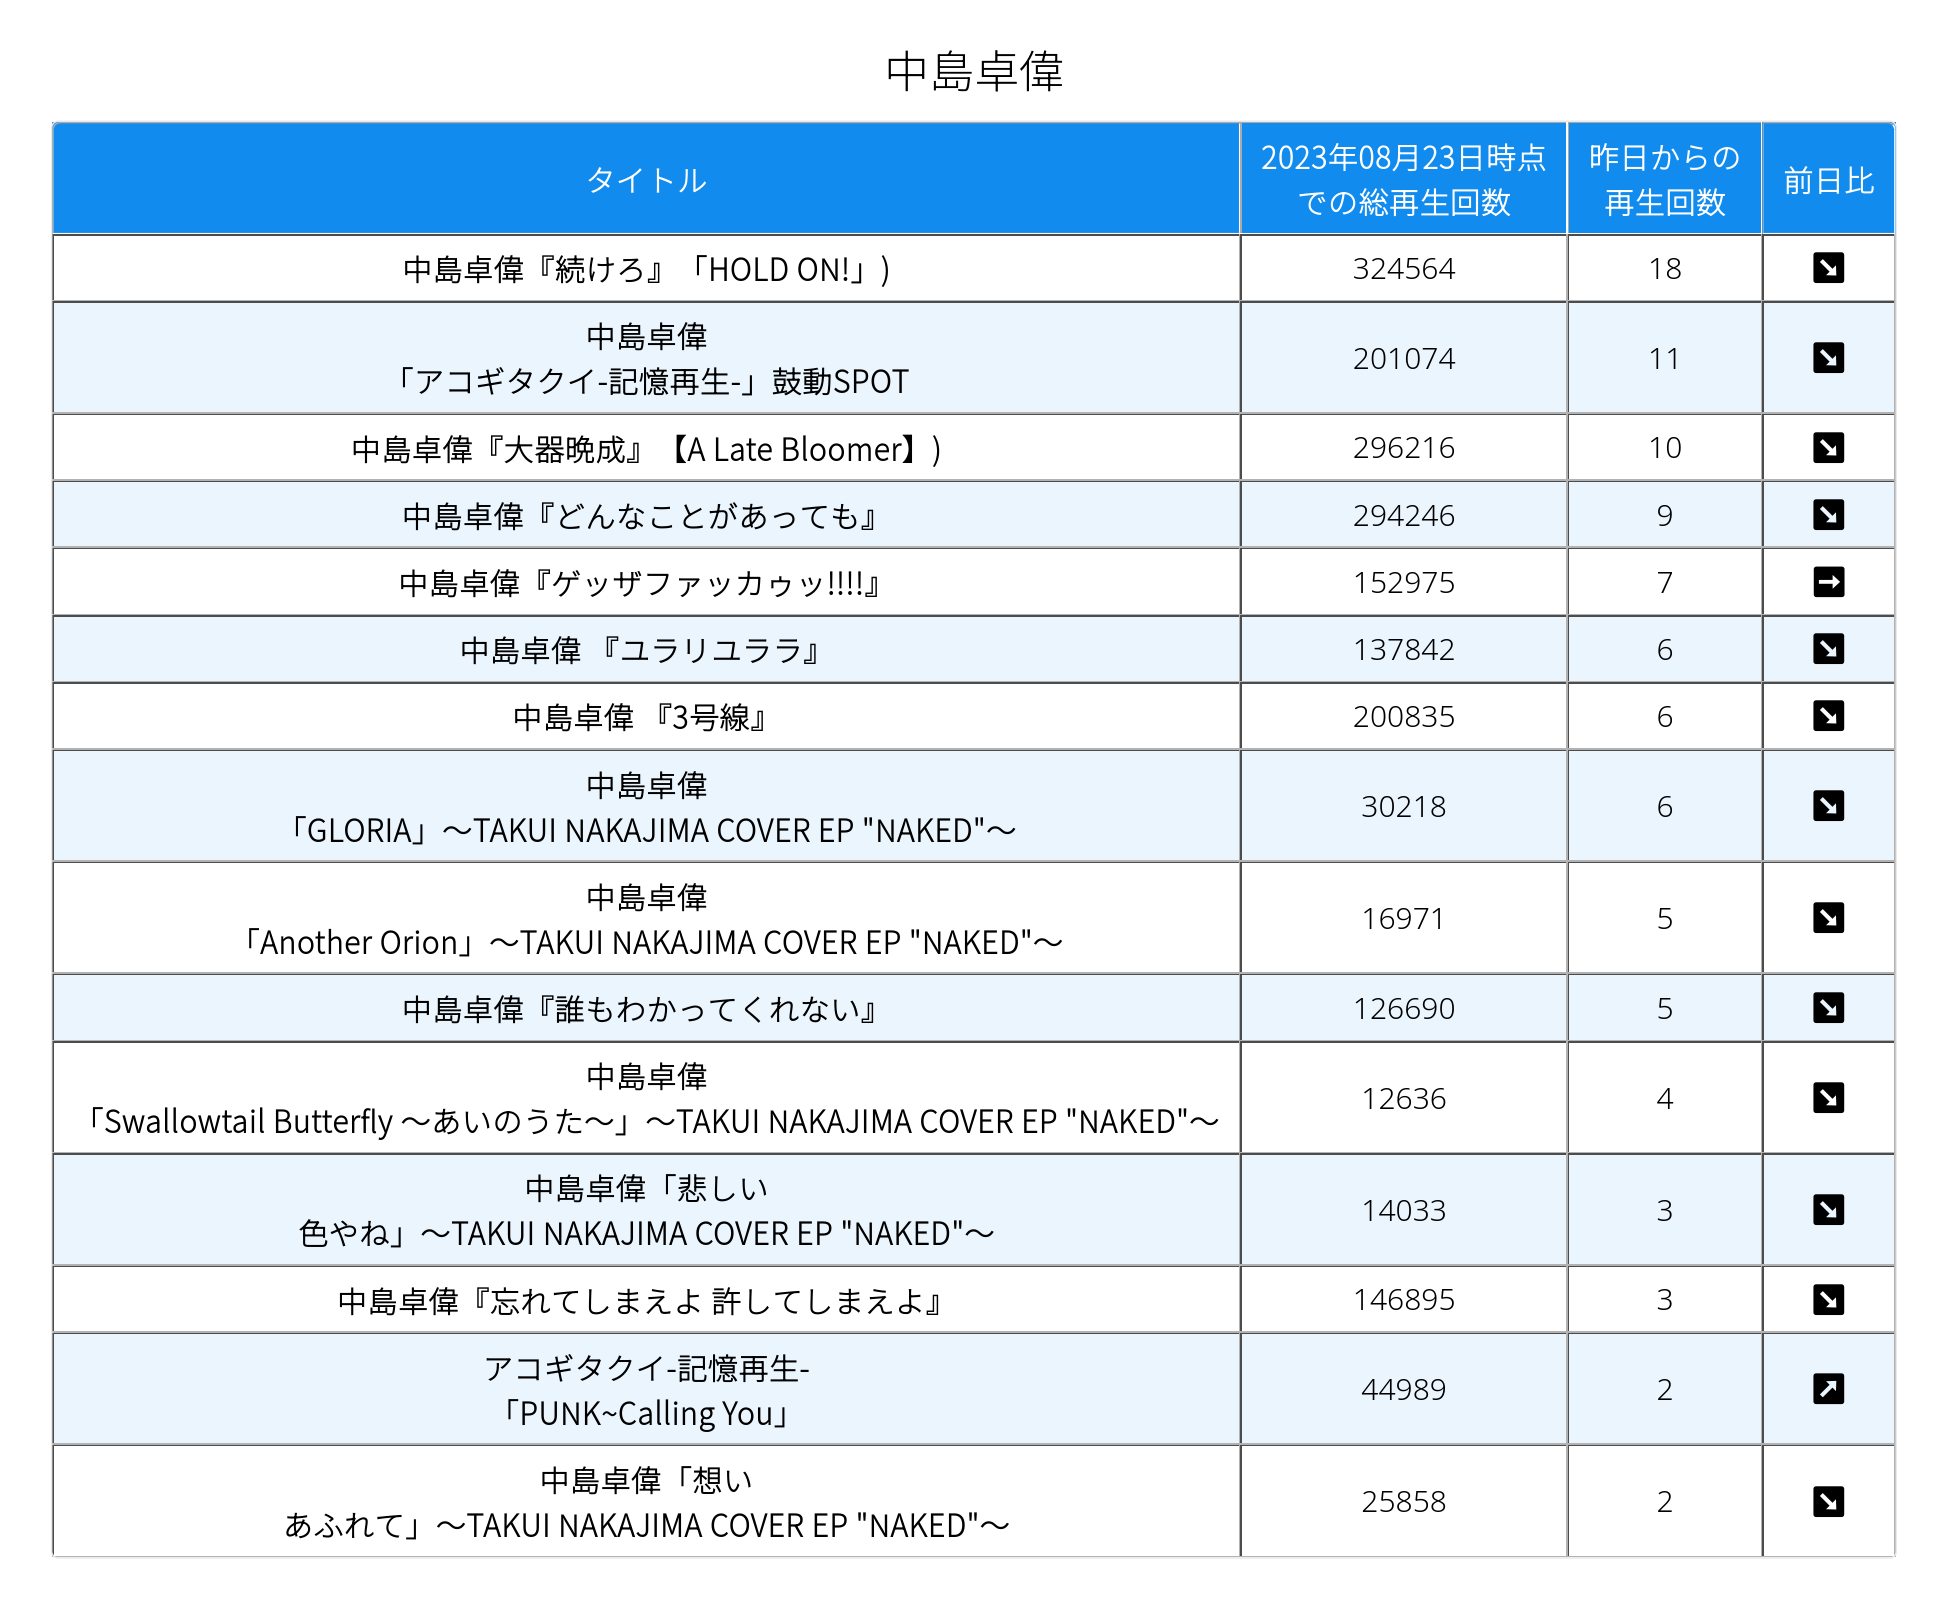 中島卓偉
タイトル
2023年08月23日時点
での総再生回数
昨日からの
再生回数
前日比
中島卓偉『続けろ』「HOLD ON!」)
324564
18
中島卓偉
「アコギタクイ-記憶再生-」鼓動SPOT
201074
11
中島卓偉『大器晩成』【A Late Bloomer】)
296216
10
中島卓偉『どんなことがあっても』
294246
9
中島卓偉『ゲッザファッカゥッ!!!!』
152975
7
中島卓偉 『ユラリユララ』
137842
6
中島卓偉 『3号線』
200835
6
中島卓偉
「GLORIA」〜TAKUI NAKAJIMA COVER EP "NAKED"〜
30218
6
中島卓偉
「Another Orion」〜TAKUI NAKAJIMA COVER EP "NAKED"〜
16971
5
中島卓偉『誰もわかってくれない』
126690
5
中島卓偉
「Swallowtail Butterfly 〜あいのうた〜」〜TAKUI NAKAJIMA COVER EP "NAKED"〜
12636
4
中島卓偉「悲しい
色やね」〜TAKUI NAKAJIMA COVER EP "NAKED"〜
14033
3
中島卓偉『忘れてしまえよ 許してしまえよ』
146895
3
アコギタクイ-記憶再生-
「PUNK~Calling You」
44989
2
中島卓偉「想い
あふれて」〜TAKUI NAKAJIMA COVER EP "NAKED"〜
25858
2